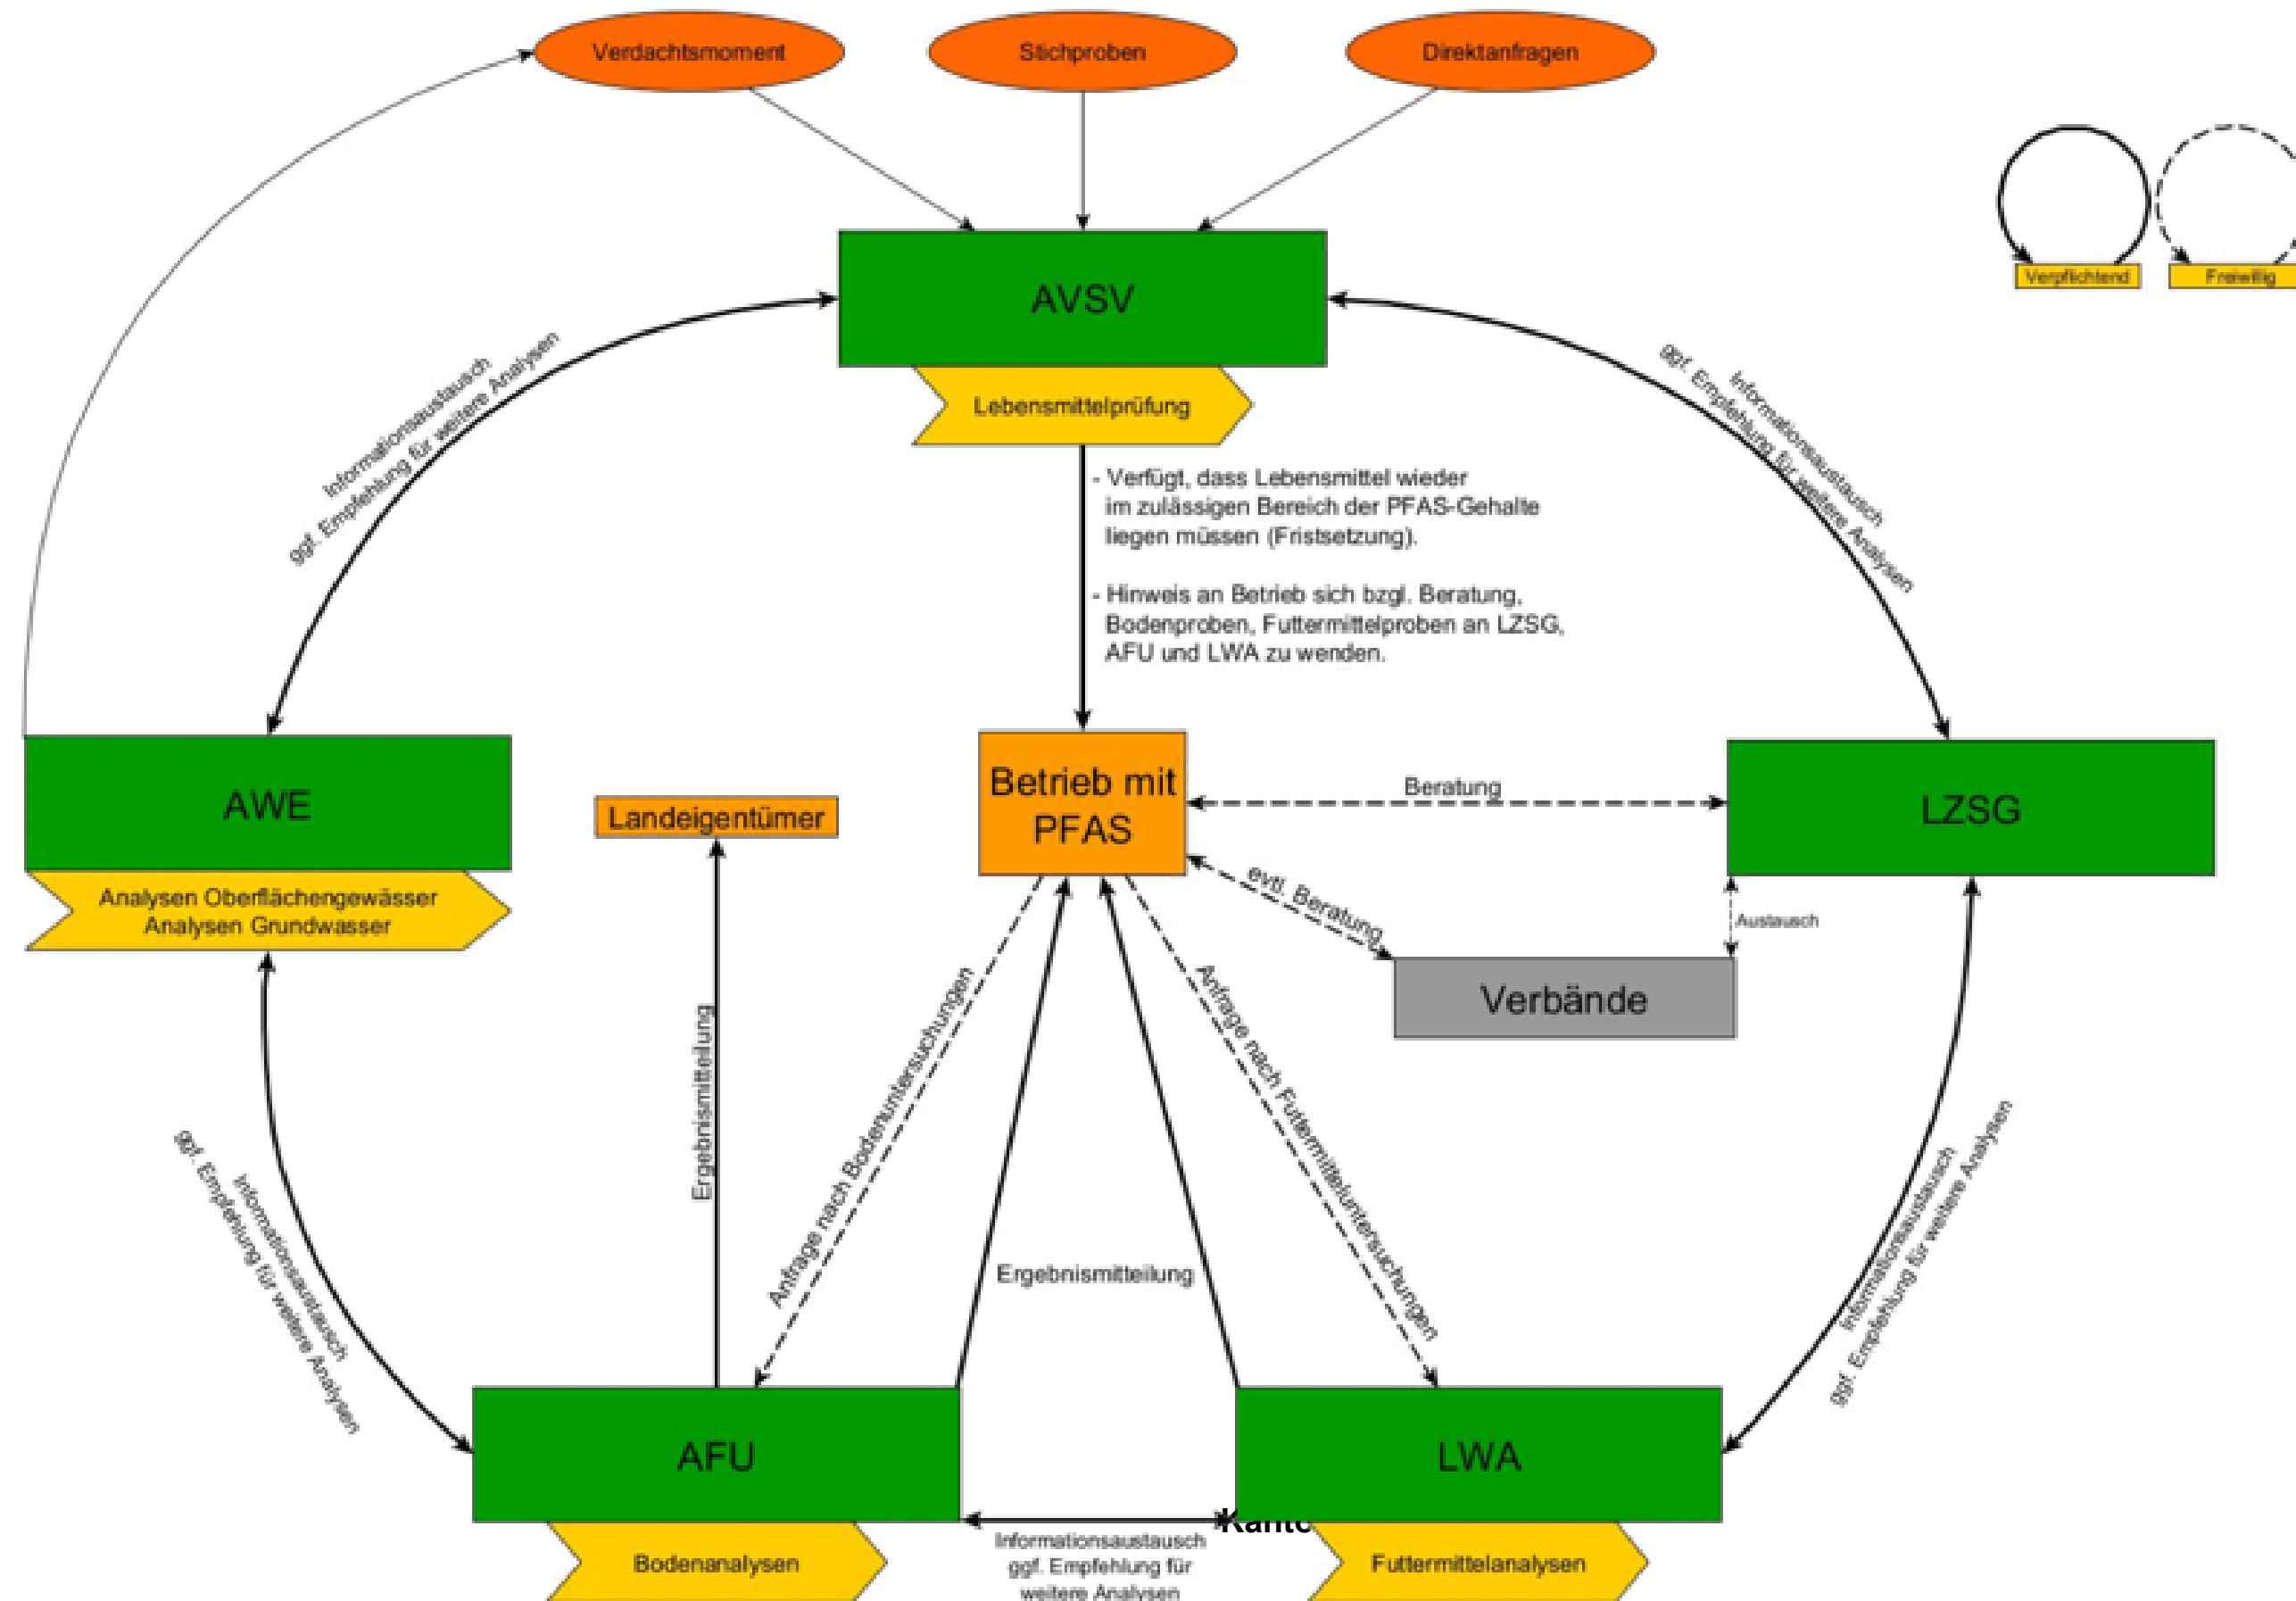 Verdachtsmoment
Stichproben
Direktanfragen
Verpflichtend
Freiwillig
AVSV
Lebensmittelprüfung
Informationsaustausch
ggf. Empfehlung für weitere Analysen
Informationsaustausch
ggf. Empfehlung für weitere Analysen
- Verfügt, dass Lebensmittel wieder
im zulässigen Bereich der PFAS-Gehalte
liegen müssen (Fristsetzung).
- Hinweis an Betrieb sich bzgl. Beratung,
Bodenproben, Futtermittelproben an LZSG,
AFU und LWA zu wenden.
AWE
Analysen Oberflächengewässer
Analysen Grundwasser
Landeigentümer
Betrieb mit
PFAS
Beratung
LZSG
evtl. Beratung
Austausch
Verbände
Ergebnismitteilung
Anfrage nach Bodenuntersuchungen
Ergebnismitteilung
Anfrage nach Futtermitteluntersuchungen
Informationsaustausch
ggf. Empfehlung für weitere Analysen
Informationsaustausch
ggf. Empfehlung für weitere Analysen
AFU
Bodenanalysen
LWA
Futtermittelanalysen
Informationsaustausch
ggf. Empfehlung für
weitere Analysen